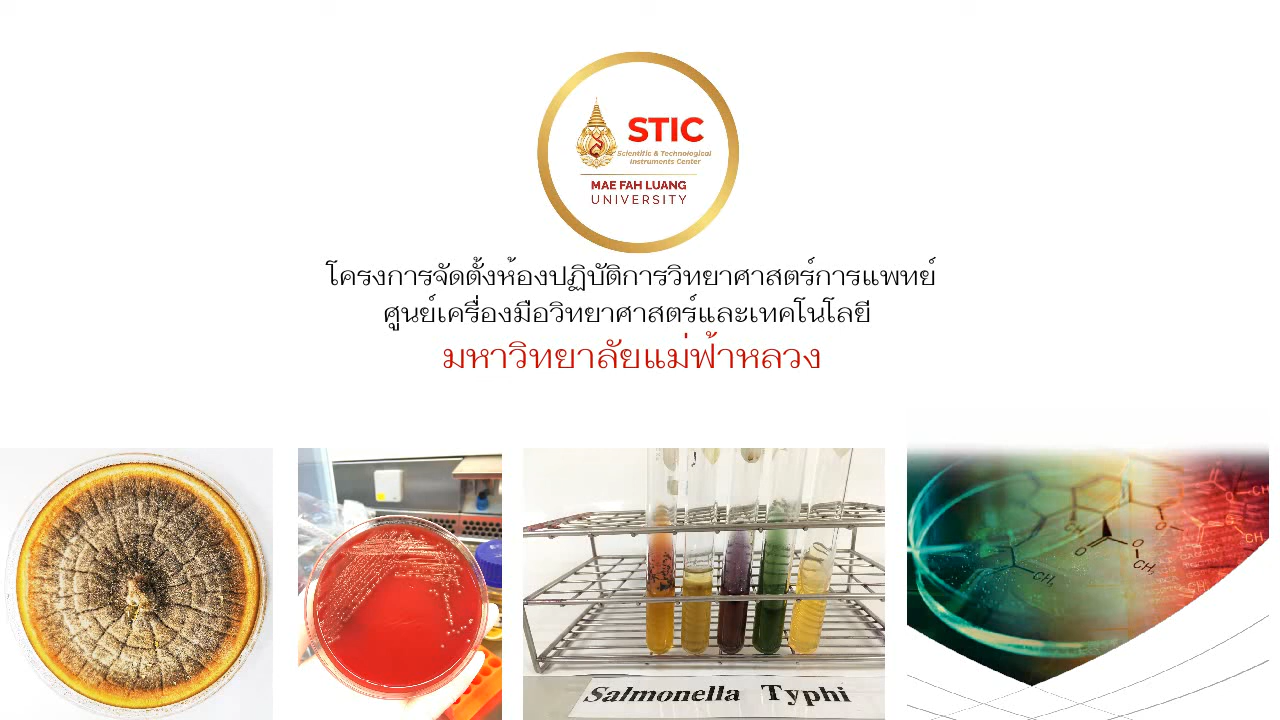 STIC
Scientific & Technological
Instruments Center
MAE FAH LUANG
UNIVERSITY
โครงการจัดตั้งห้องปฏิบัติการวิทยาศาสตร์การแพทย์
ศูนย์เครื่องมือวิทยาศาสตร์และเทคโนโลยี
มหาวิทยาลัยแม่ฟ้าหลวง
Salmonella Typhi
CH
O
O
O
CH₃
CH₃